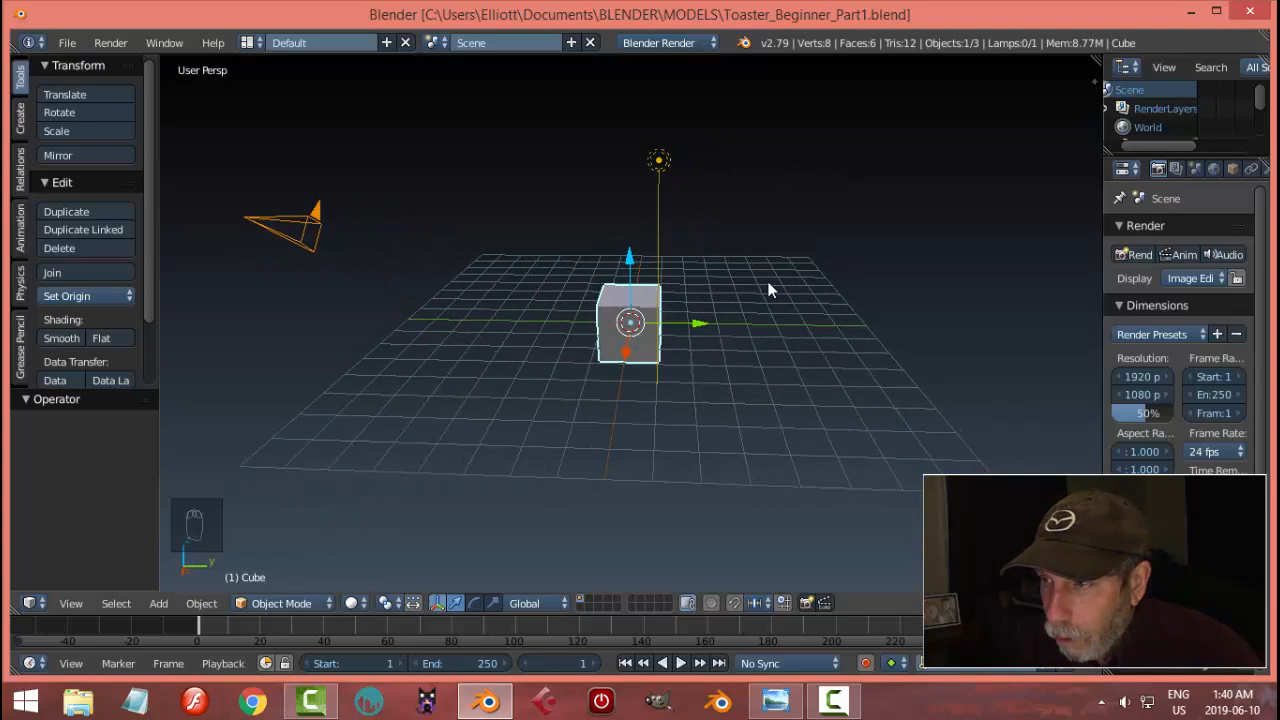 Blender [C:\Users\Elliott\Documents\BLENDER\MODELS\Toaster_Beginner_Part1.blend]
File Render Window Help Default Scene Blender Render v2.79 | Verts:8 | Faces:6 | Tris:12 | Objects:1/3 | Lamps:0/1 | Mem:8.77M | Cube
Tools
Create
Relations
Animation
Physics
Grease Pencil
Transform
Translate
Rotate
Scale
Mirror
Edit
Duplicate
Duplicate Linked
Delete
Join
Set Origin
Shading:
Smooth Flat
Data Transfer:
Data Data La
Operator
User Persp
(1) Cube
z
y
View Search All S
Scene
RenderLayers
World
Scene
Render
Rend Anim Audio
Display Image Edi
Dimensions
Render Presets
Resolution: Frame Ra...
1920 p Start: 1
1080 p En:250
50% Fram:1
Aspect Ra... Frame Rate:
: 1.000 24 fps
: 1.000 Time Rem...
View Select Add Object Object Mode Global
-40 -20 0 20 40 60 80 100 120 140 160 180 200 220
View Marker Frame Playback Start: 1 End: 250 1 No Sync
ENG
US
1:40 AM
2019-06-10